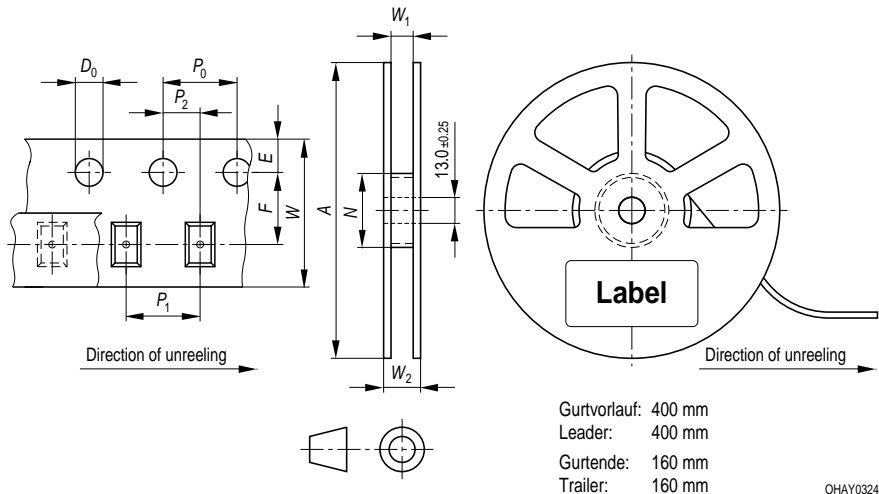 W1
D0
P0
P2
E
F
W
A
N
13.0 ±0.25
Label
P1
Direction of unreeling
W2
Direction of unreeling
Gurtvorlauf: 400 mm
Leader: 400 mm
Gurtende: 160 mm
Trailer: 160 mm
OHAY0324